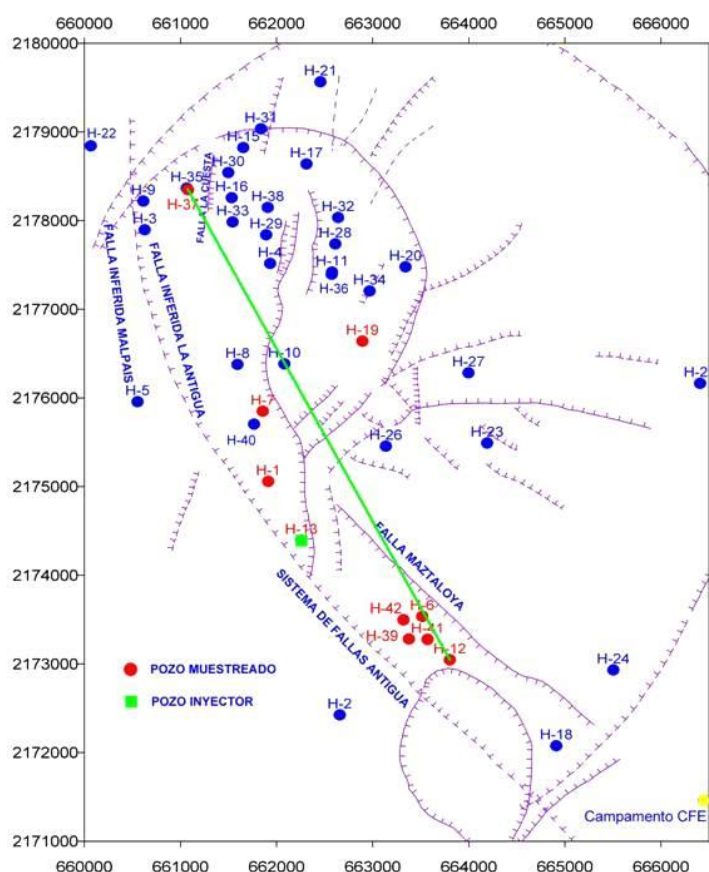 660000 661000 662000 663000 664000 665000 666000
2180000
H-21
2179000
H-31
H-22
H-15
H-17
H-30
H-35
H-9
H-16
H-38
H-37
FALLA LA CUESTA
2178000
H-3
H-33
H-32
H-28
H-4
H-20
H-11
H-36
H-34
FALLA INFERIDA MALPAIS
FALLA INFERIDA LA ANTIGUA
2177000
H-19
H-8
H-10
H-27
H-2
2176000
H-5
H-7
H-40
H-26
H-23
H-1
2175000
H-13
2174000
FALLA MAZTALOYA
SISTEMA DE FALLAS ANTIGUA
H-42
H-6
H-41
H-39
H-12
2173000
POZO MUESTREADO
H-24
POZO INYECTOR
H-2
H-18
2172000
Campamento CFE
2171000
660000 661000 662000 663000 664000 665000 666000